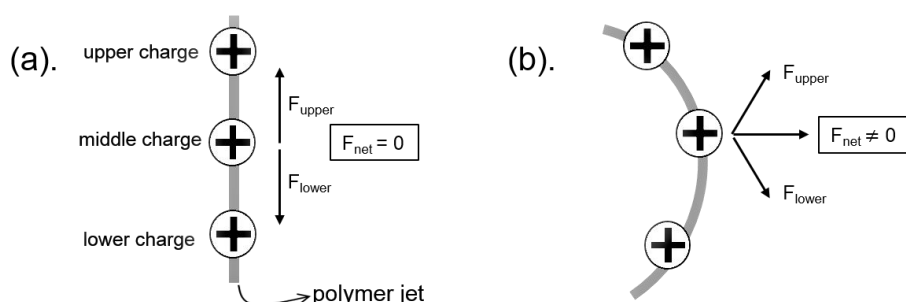 (a).
upper charge
F_upper
middle charge
F_net = 0
F_lower
lower charge
polymer jet
(b).
F_upper
F_net ≠ 0
F_lower